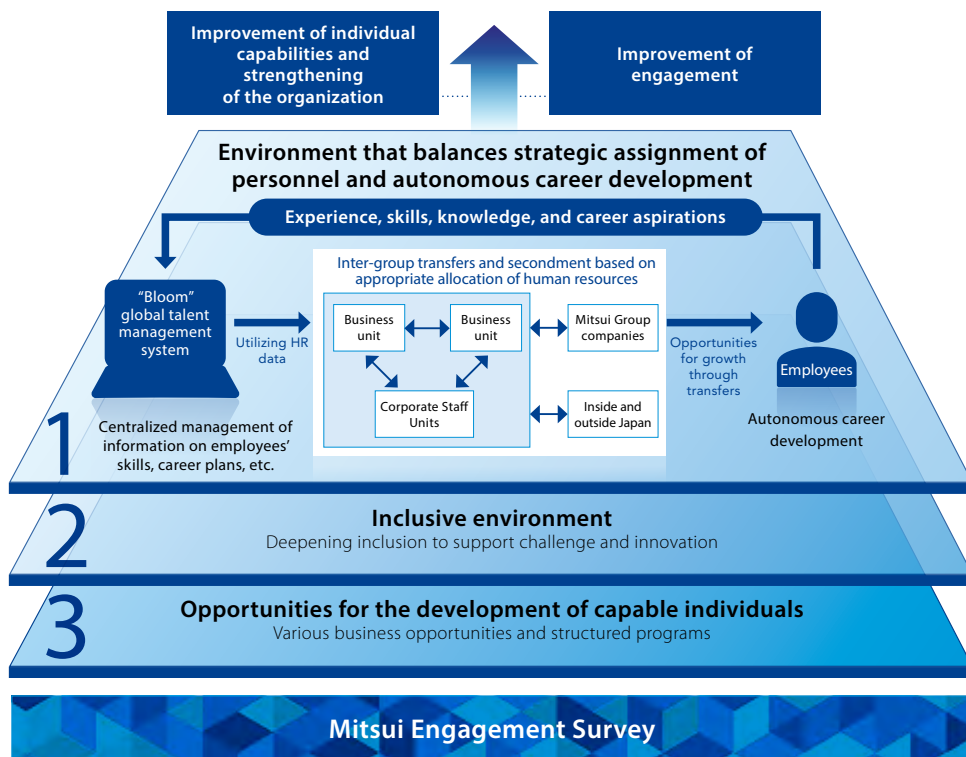 Improvement of individual
capabilities and
strengthening
of the organization
Improvement of
engagement
Environment that balances strategic assignment of
personnel and autonomous career development
Experience, skills, knowledge, and career aspirations
“Bloom”
global talent
management
system
Utilizing HR
data
Inter-group transfers and secondment based on
appropriate allocation of human resources
Business
unit
Business
unit
Mitsui Group
companies
Corporate Staff
Units
Inside and
outside Japan
Opportunities
for growth
through
transfers
Employees
1
Centralized management of
information on employees’
skills, career plans, etc.
Autonomous career
development
2
Inclusive environment
Deepening inclusion to support challenge and innovation
3
Opportunities for the development of capable individuals
Various business opportunities and structured programs
Mitsui Engagement Survey